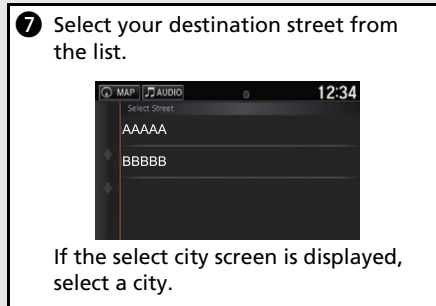 7 Select your destination street from
the list.
MAP AUDIO 0 12:34
Select Street
AAAAA
BBBBB
If the select city screen is displayed,
select a city.